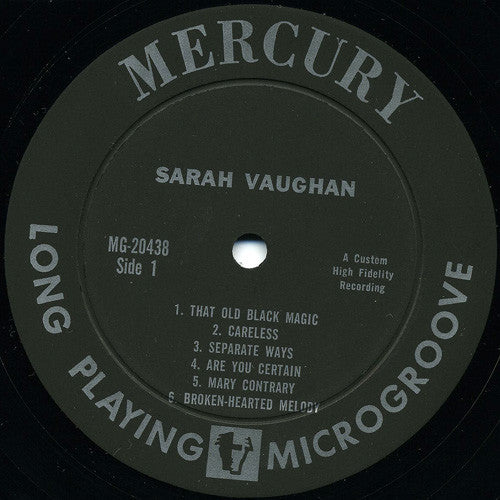 MERCURY
SARAH VAUGHAN
MG-20438
Side 1
A Custom
High Fidelity
Recording
1. THAT OLD BLACK MAGIC
2. CARELESS
3. SEPARATE WAYS
4. ARE YOU CERTAIN
5. MARY CONTRARY
6 BROKEN-HEARTED MELODY
LONG PLAYING MICROGROOVE